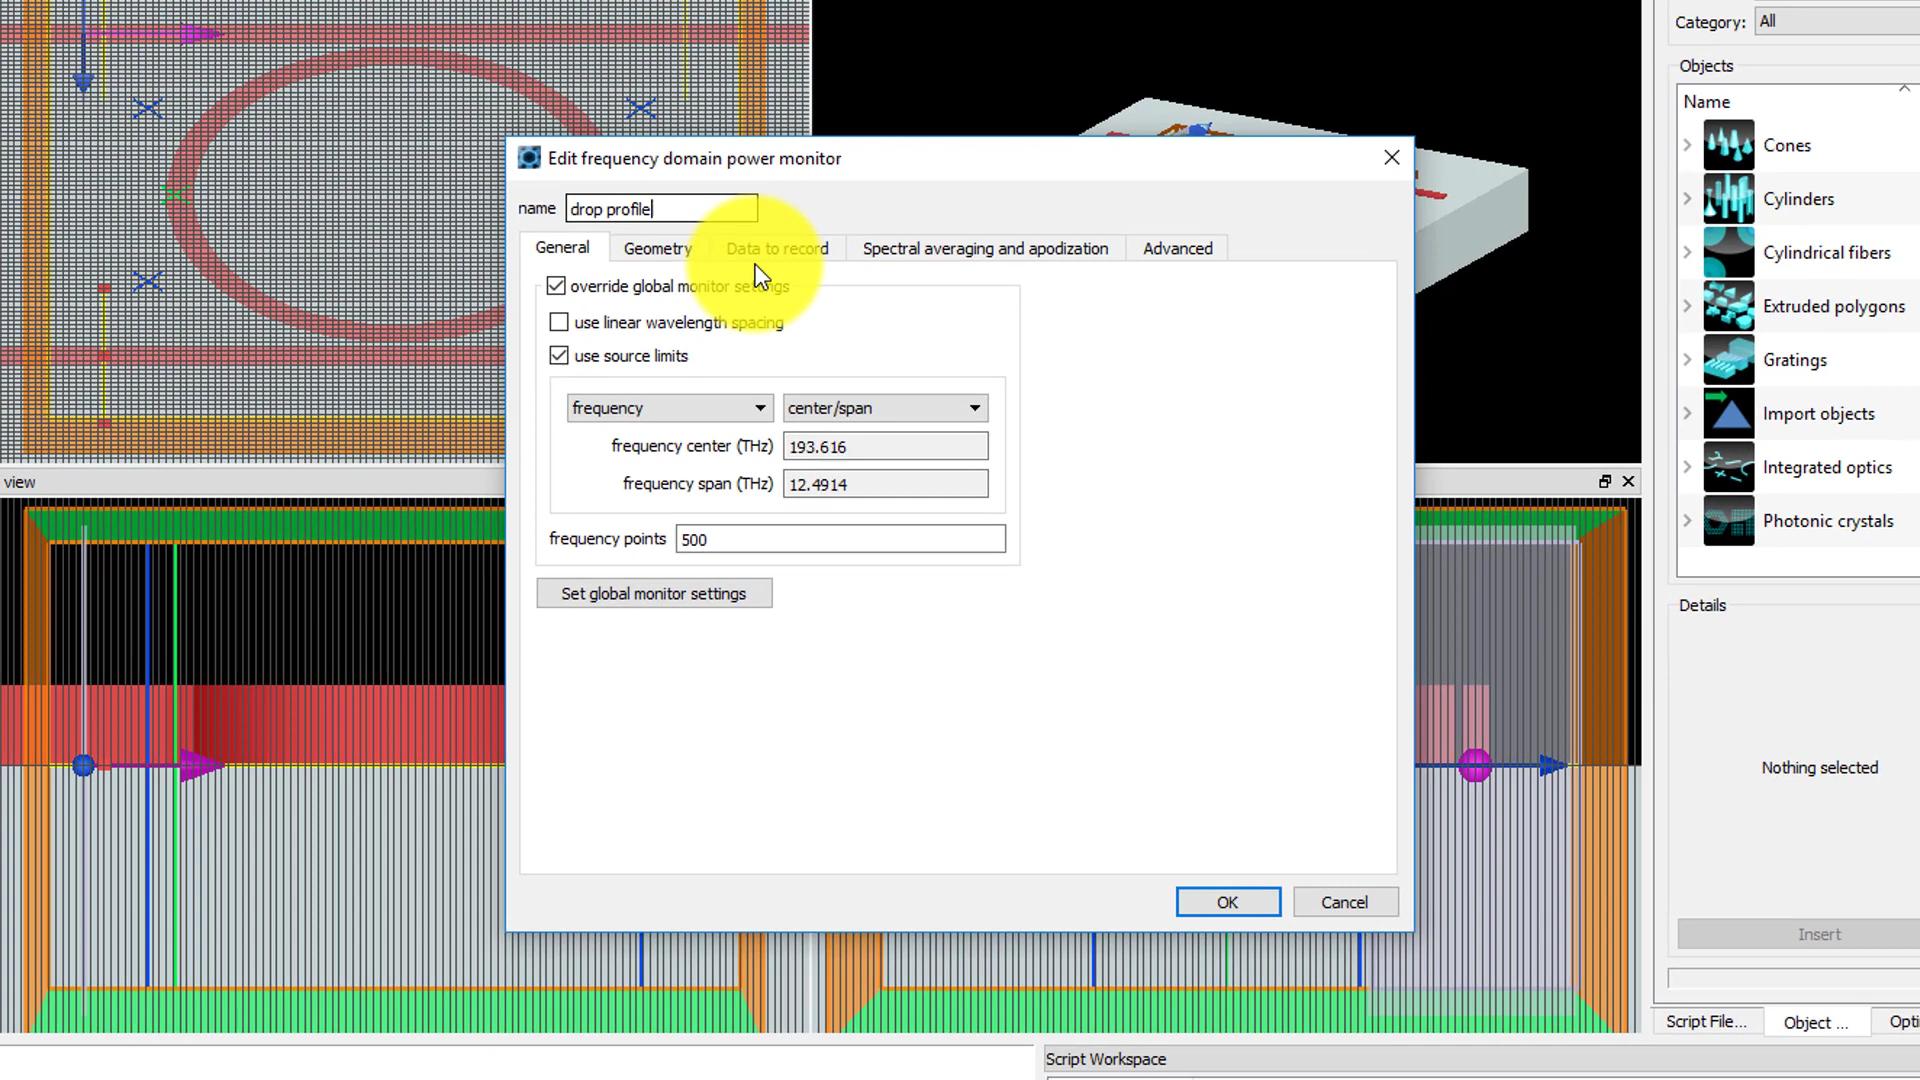 Category:
All
Objects
Name
Cones
Cylinders
Cylindrical fibers
Extruded polygons
Gratings
Import objects
Integrated optics
Photonic crystals
Edit frequency domain power monitor
name
drop profile
General
Geometry
Data to record
Spectral averaging and apodization
Advanced
override global monitor settings
use linear wavelength spacing
use source limits
frequency
center/span
frequency center (THz)
193.616
frequency span (THz)
12.4914
frequency points
500
Set global monitor settings
OK
Cancel
view
Details
Nothing selected
Insert
Script File...
Object ...
Opti
Script Workspace